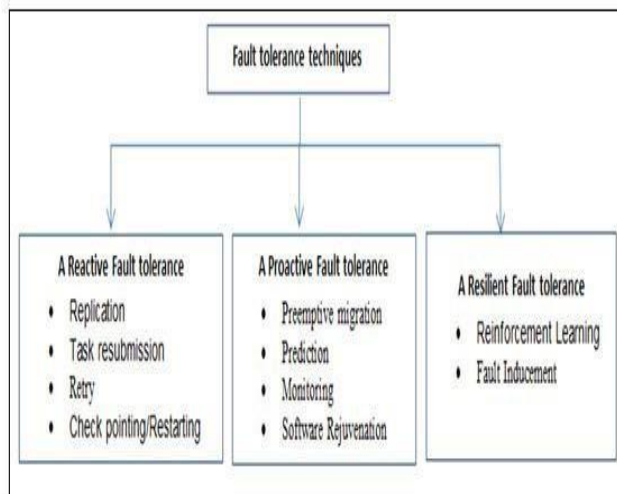 Fault tolerance techniques
A Reactive Fault tolerance
• Replication
• Task resubmission
• Retry
• Check pointing/Restarting
A Proactive Fault tolerance
• Preemptive migration
• Prediction
• Monitoring
• Software Rejuvenation
A Resilient Fault tolerance
• Reinforcement Learning
• Fault Inducement